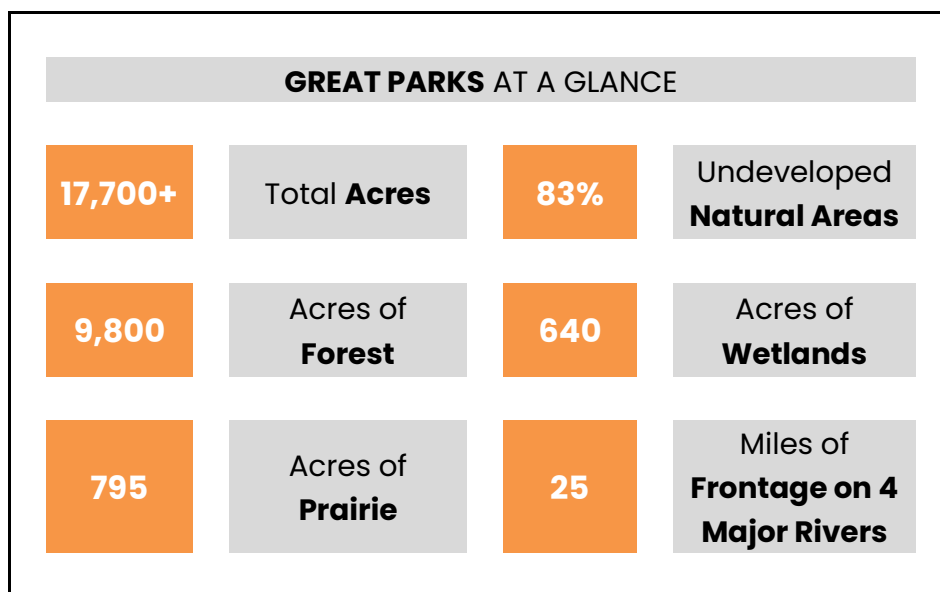 GREAT PARKS AT A GLANCE
17,700+
Total Acres
83%
Undeveloped
Natural Areas
9,800
Acres of
Forest
640
Acres of
Wetlands
795
Acres of
Prairie
25
Miles of
Frontage on 4
Major Rivers